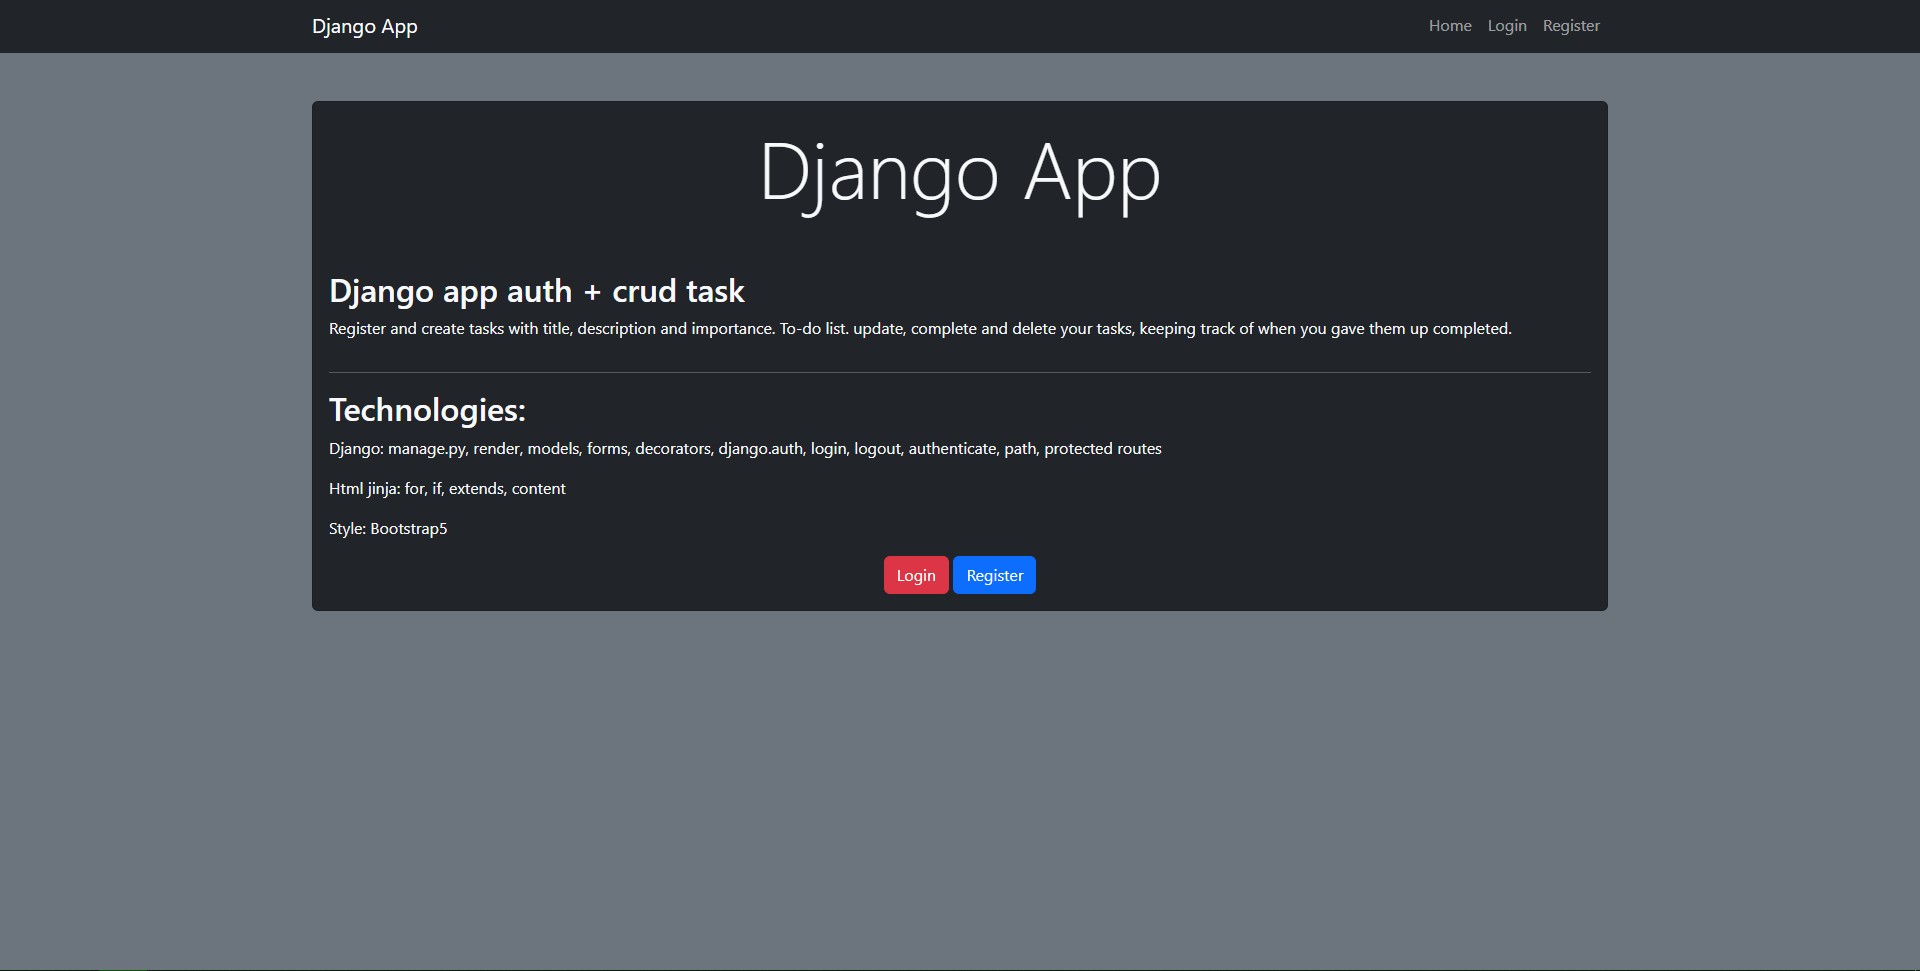 Django App
Home Login Register
Django App
Django app auth + crud task
Register and create tasks with title, description and importance. To-do list. update, complete and delete your tasks, keeping track of when you gave them up completed.
Technologies:
Django: manage.py, render, models, forms, decorators, django.auth, login, logout, authenticate, path, protected routes
Html jinja: for, if, extends, content
Style: Bootstrap5
Login Register